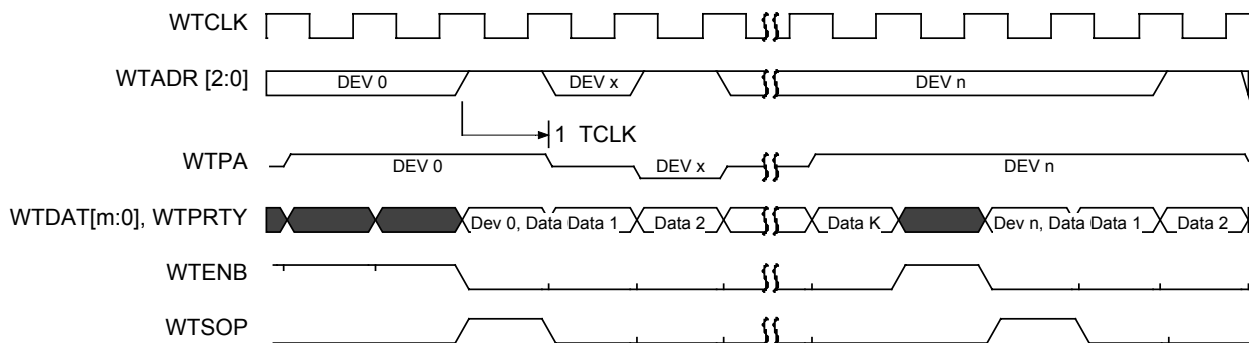 WTCLK
WTADR [2:0] DEV 0 DEV x DEV n
1 TCLK
WTPA DEV 0 DEV x DEV n
WTDAT[m:0], WTPRTY Dev 0, Data Data 1 Data 2 Data K Dev n, Data Data 1 Data 2
WTENB
WTSOP